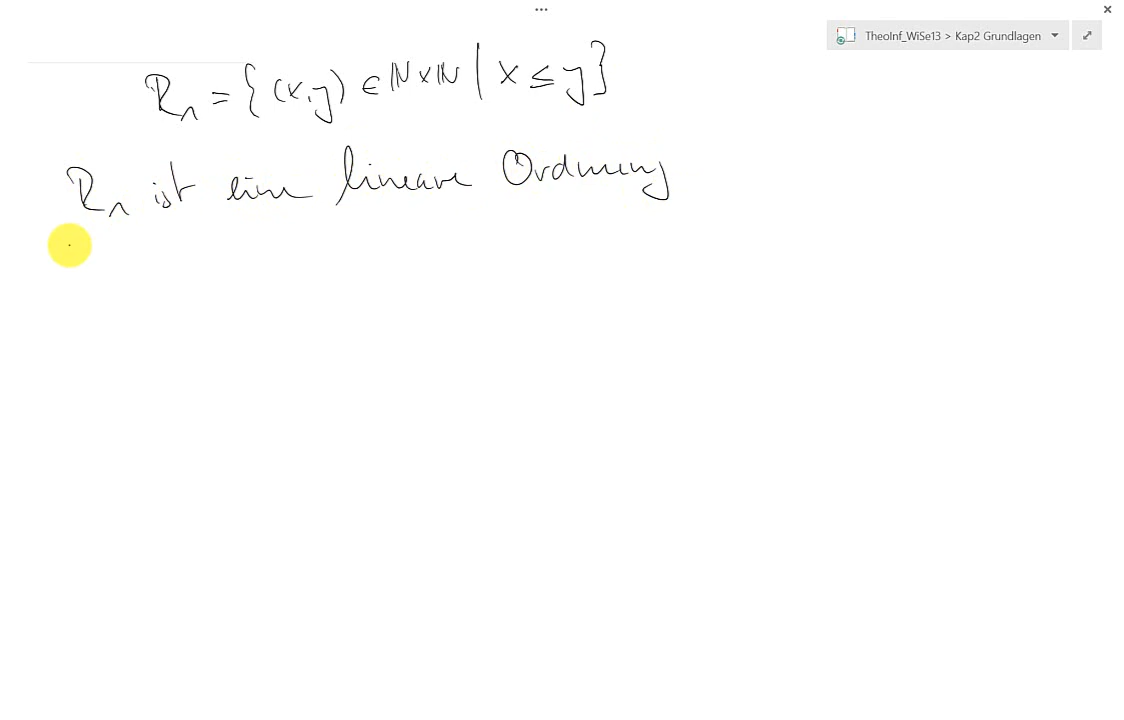 ...
TheoInf_WiSe13 > Kap2 Grundlagen
R₁ = {(x,y) ∈ ℕ×ℕ | x ≤ y}
R₁ ist eine lineare Ordnung